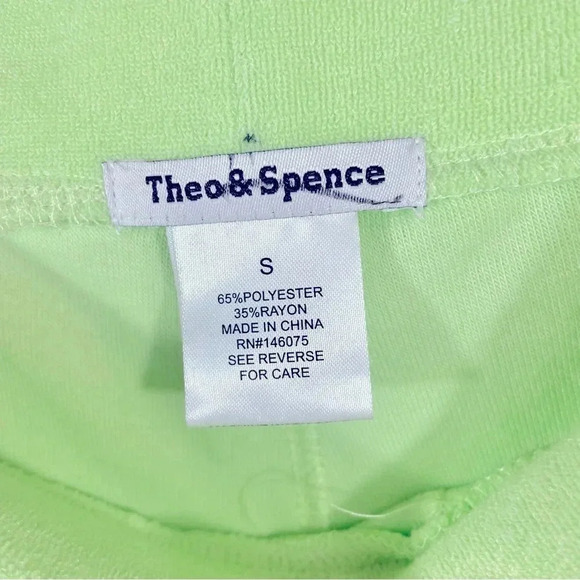 Theo&Spence
S
65%POLYESTER
35%RAYON
MADE IN CHINA
RN#146075
SEE REVERSE
FOR CARE